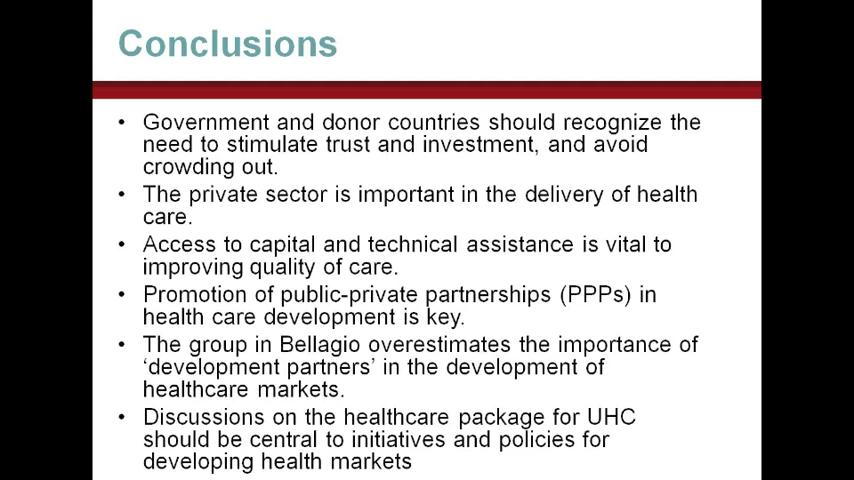 Conclusions
• Government and donor countries should recognize the
need to stimulate trust and investment, and avoid
crowding out.
• The private sector is important in the delivery of health
care.
• Access to capital and technical assistance is vital to
improving quality of care.
• Promotion of public-private partnerships (PPPs) in
health care development is key.
• The group in Bellagio overestimates the importance of
‘development partners’ in the development of
healthcare markets.
• Discussions on the healthcare package for UHC
should be central to initiatives and policies for
developing health markets